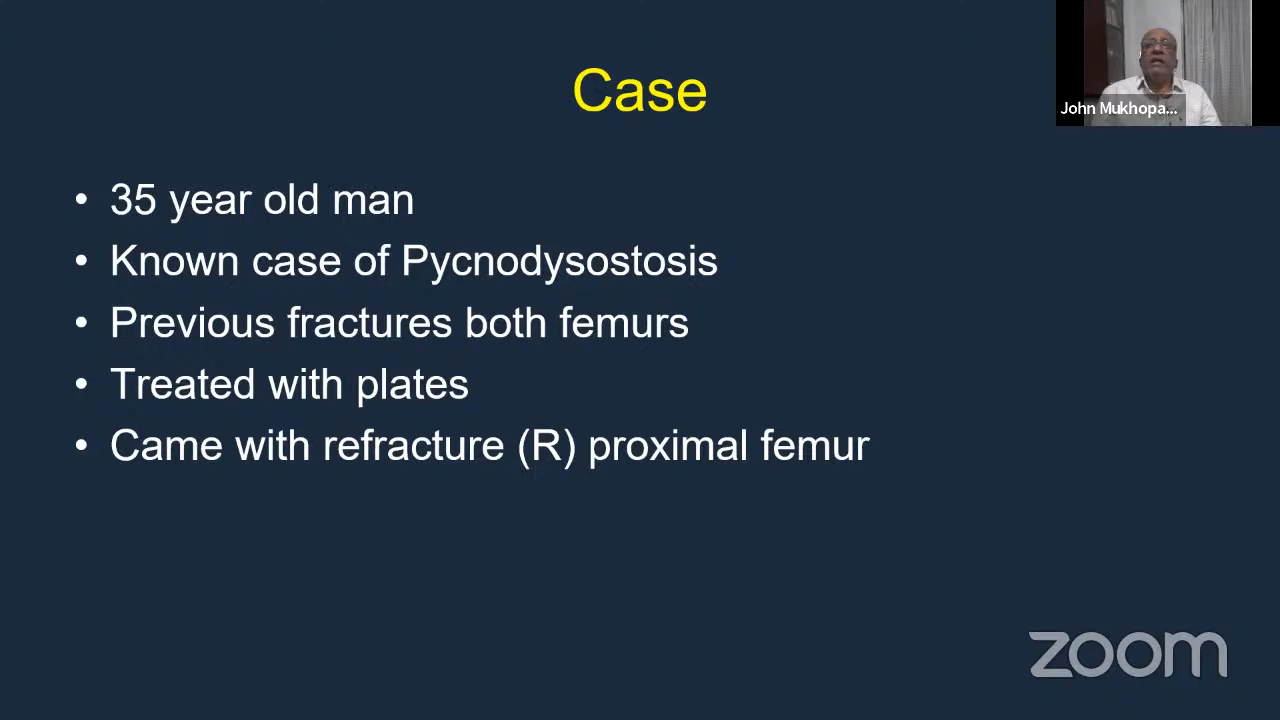 Case
John Mukhopa...
• 35 year old man
• Known case of Pycnodysostosis
• Previous fractures both femurs
• Treated with plates
• Came with refracture (R) proximal femur
zoom